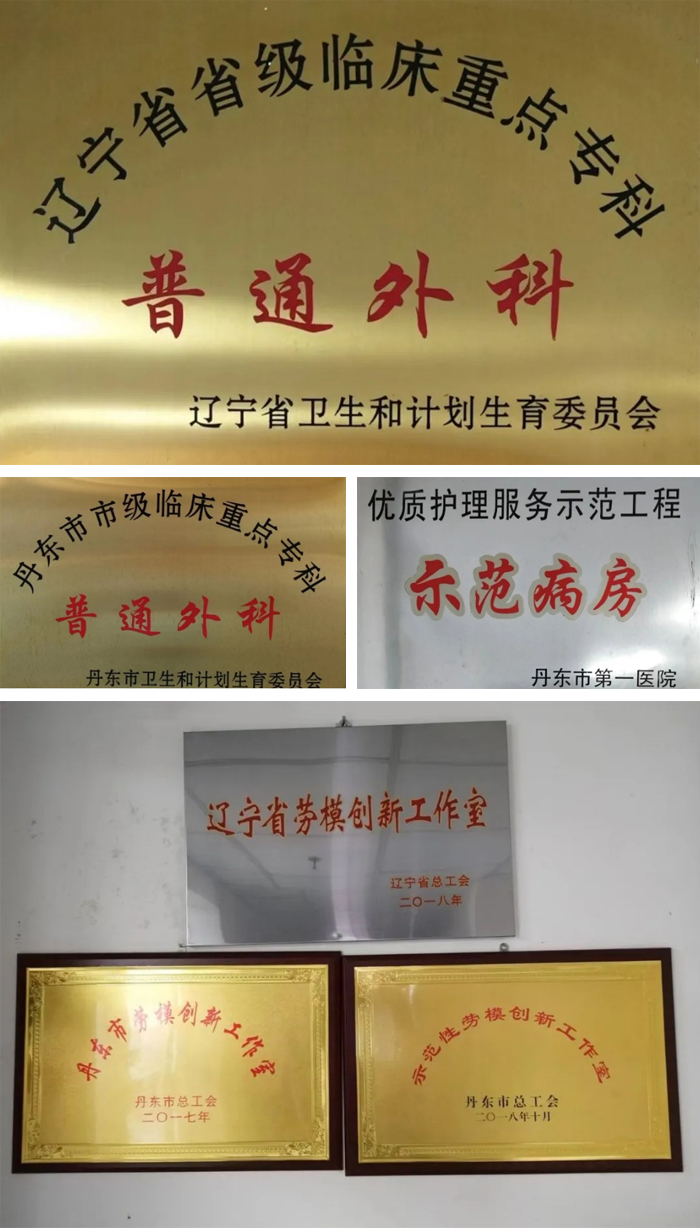 辽宁省省级临床重点专科
普通外科
辽宁省卫生和计划生育委员会
丹东市市级临床重点专科
普通外科
丹东市卫生和计划生育委员会
优质护理服务示范工程
示范病房
丹东市第一医院
辽宁省劳模创新工作室
辽宁省总工会
二〇一八年
丹东市劳模创新工作室
丹东市总工会
二〇一七年
示范性劳模创新工作室
丹东市总工会
二〇一八年十月